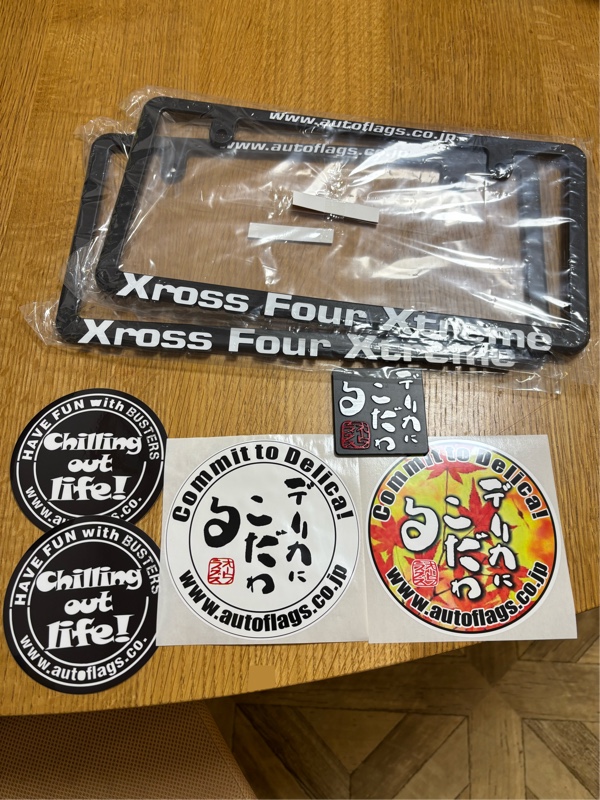 www.autoflags.co.jp
www.autoflags.co.jp
Xross Four Xtreme
Xross Four Xtreme
デリカに
こだわ
る
HAVE FUN with BUSTERS
Chilling
out
life!
HAVE FUN with BUSTERS
Chilling
out
life!
www.autoflags.co.
Commit to Delica!
デリカに
こだわ
る
www.autoflags.co.jp
Commit to Delica!
デリカに
こだわ
る
www.autoflags.co.jp